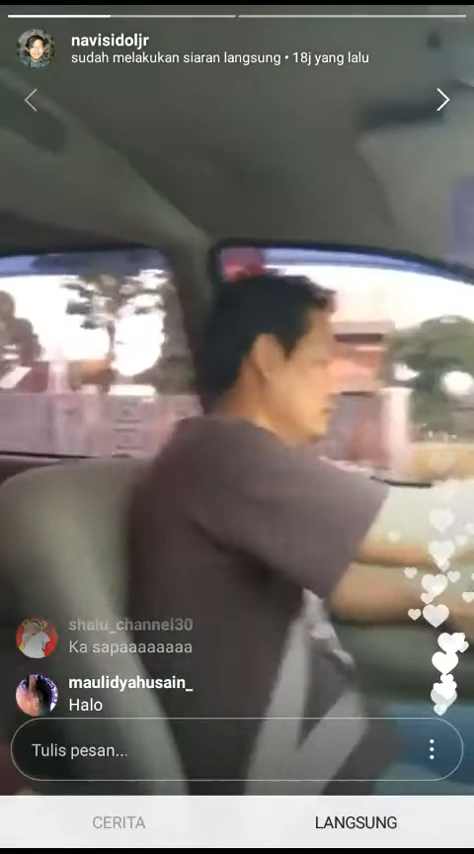 navisidoljr
sudah melakukan siaran langsung • 18j yang lalu
shalu_channel30
Ka sapaaaaaaaa
maulidyahusain_
Halo
Tulis pesan...
CERITA
LANGSUNG